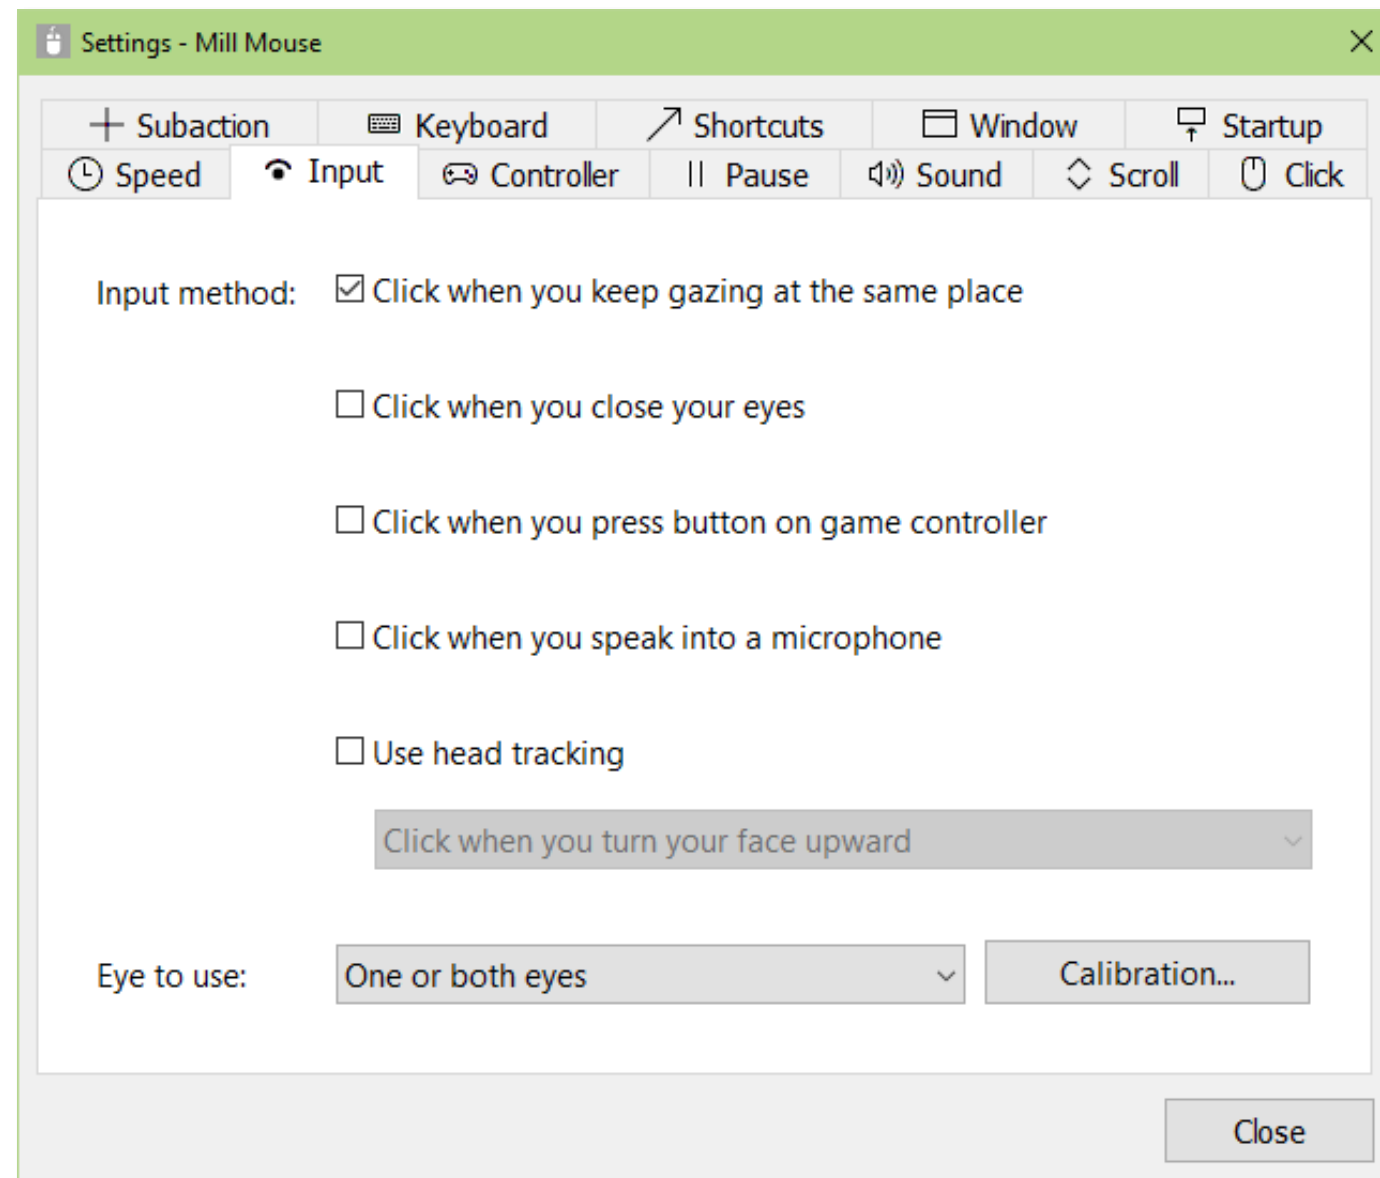 Settings - Mill Mouse
Subaction Keyboard Shortcuts Window Startup
Speed Input Controller Pause Sound Scroll Click
Input method: Click when you keep gazing at the same place
Click when you close your eyes
Click when you press button on game controller
Click when you speak into a microphone
Use head tracking
Click when you turn your face upward
Eye to use: One or both eyes Calibration...
Close